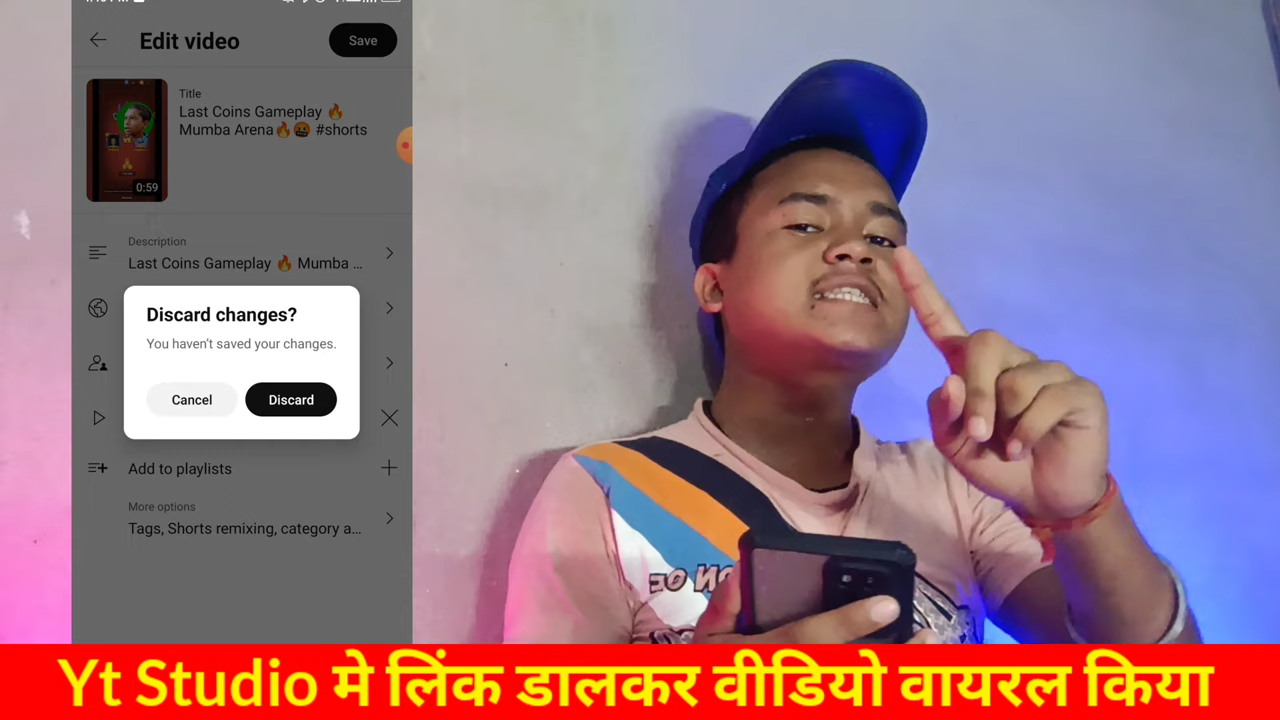 Edit video
Save
Title
Last Coins Gameplay 🔥
Mumba Arena🔥🤬 #shorts
0:59
Description
Last Coins Gameplay 🔥 Mumba ...
Discard changes?
You haven't saved your changes.
Cancel
Discard
Add to playlists
More options
Tags, Shorts remixing, category a...
Yt Studio मे लिंक डालकर वीडियो वायरल किया